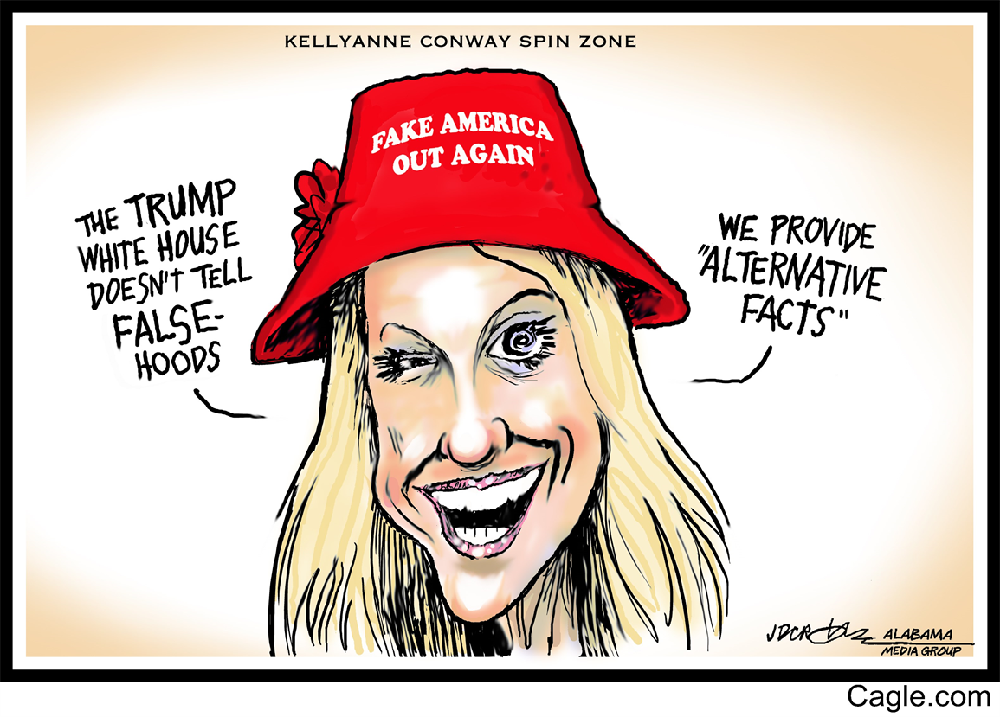 KELLYANNE CONWAY SPIN ZONE
FAKE AMERICA
OUT AGAIN
THE TRUMP
WHITE HOUSE
DOESN'T TELL
FALSE-
HOODS
WE PROVIDE
"ALTERNATIVE
FACTS"
ALABAMA
MEDIA GROUP
Cagle.com